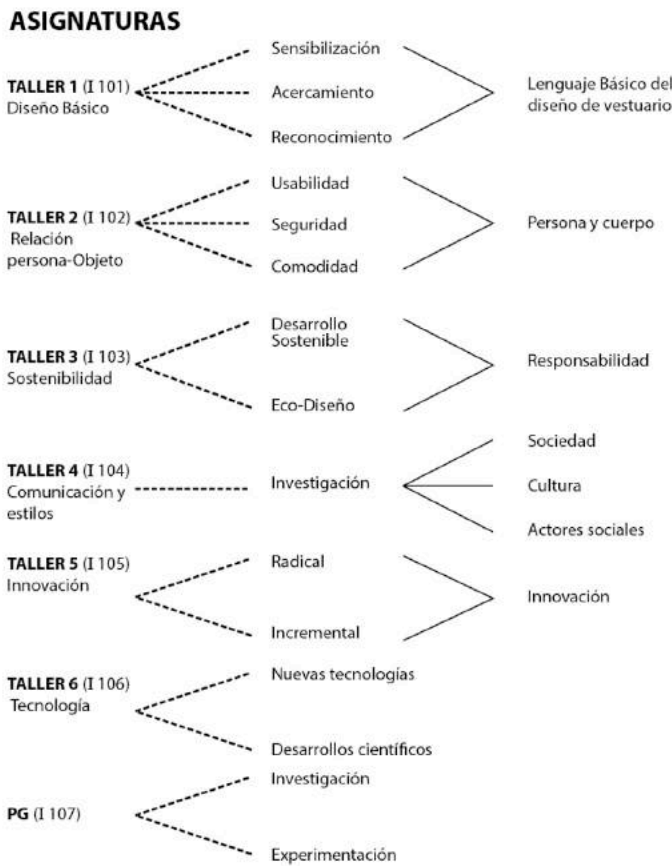 ASIGNATURAS
TALLER 1 (I 101)
Diseño Básico
Sensibilización
Acercamiento
Reconocimiento
Lenguaje Básico del
diseño de vestuario
TALLER 2 (I 102)
Relación
persona-Objeto
Usabilidad
Seguridad
Comodidad
Persona y cuerpo
TALLER 3 (I 103)
Sostenibilidad
Desarrollo
Sostenible
Eco-Diseño
Responsabilidad
TALLER 4 (I 104)
Comunicación y
estilos
Investigación
Sociedad
Cultura
Actores sociales
TALLER 5 (I 105)
Innovación
Radical
Incremental
Innovación
TALLER 6 (I 106)
Tecnología
Nuevas tecnologías
Desarrollos científicos
PG (I 107)
Investigación
Experimentación